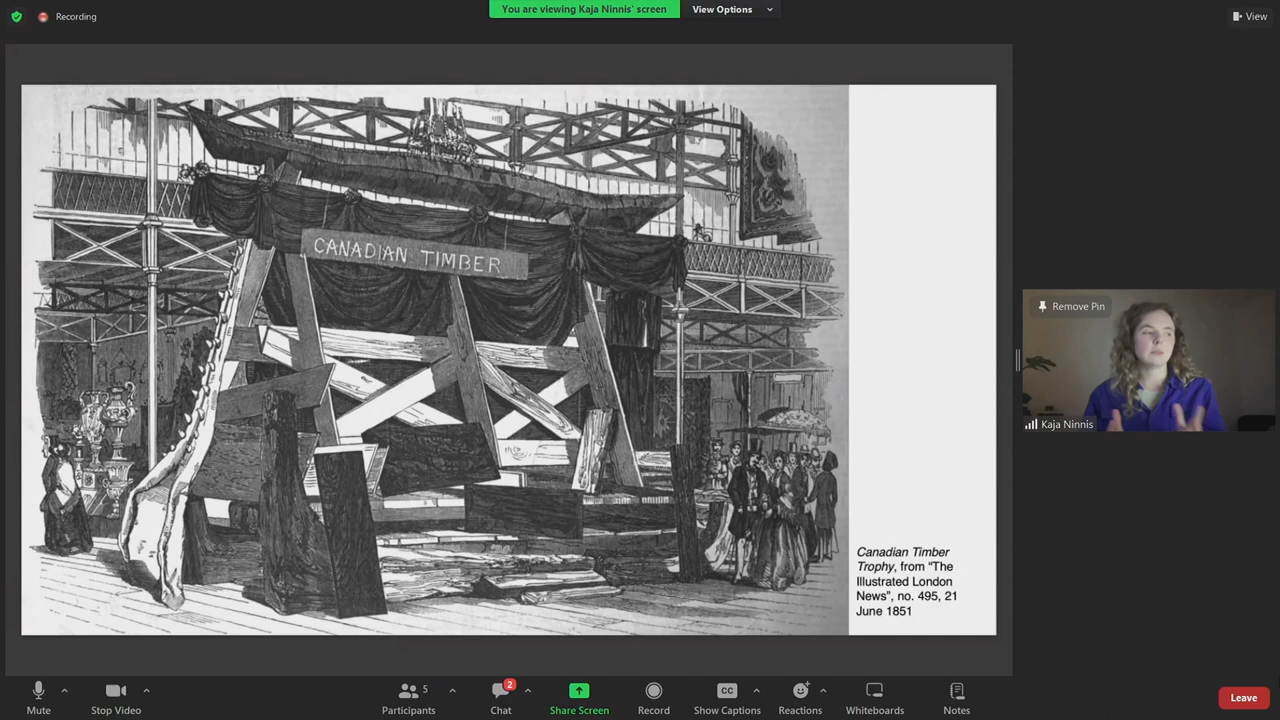 Recording
You are viewing Kaja Ninnis' screen
View Options
View
CANADIAN TIMBER
Canadian Timber
Trophy, from “The
Illustrated London
News”, no. 495, 21
June 1851
Remove Pin
Kaja Ninnis
Mute
Stop Video
Participants
5
Chat
2
Share Screen
Record
CC
Show Captions
Reactions
Whiteboards
Notes
Leave